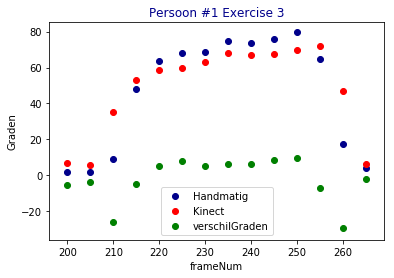 Persoon #1 Exercise 3
80
60
40
20
0
−20
Graden
Handmatig
Kinect
verschilGraden
200 210 220 230 240 250 260
frameNum